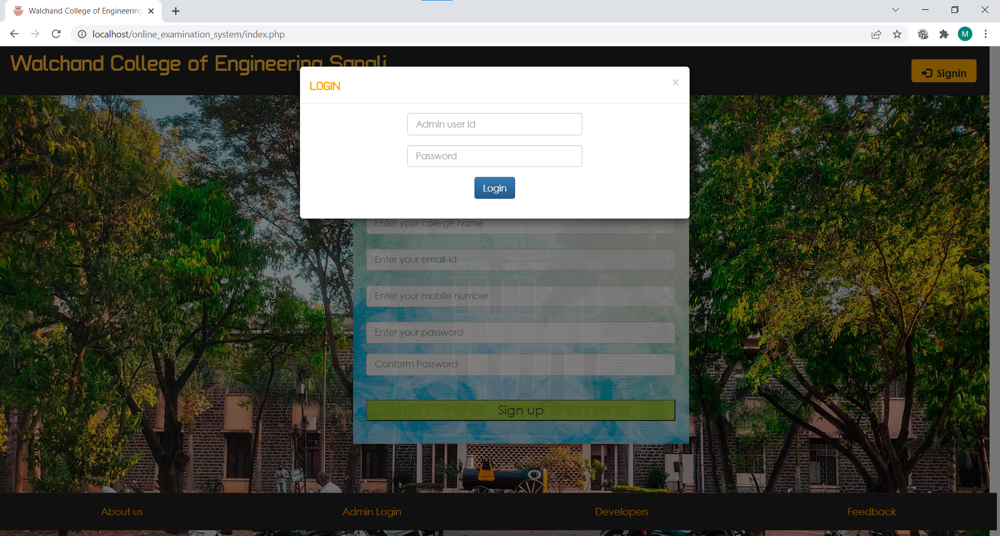 Walchand College of Engineering
localhost/online_examination_system/index.php
M
Walchand College of Engineering Sangli
Signin
LOGIN
×
Admin user id
Password
Login
Enter your college name
Enter your email-id
Enter your mobile number
Enter your password
Conform Password
Sign up
About us
Admin Login
Developers
Feedback